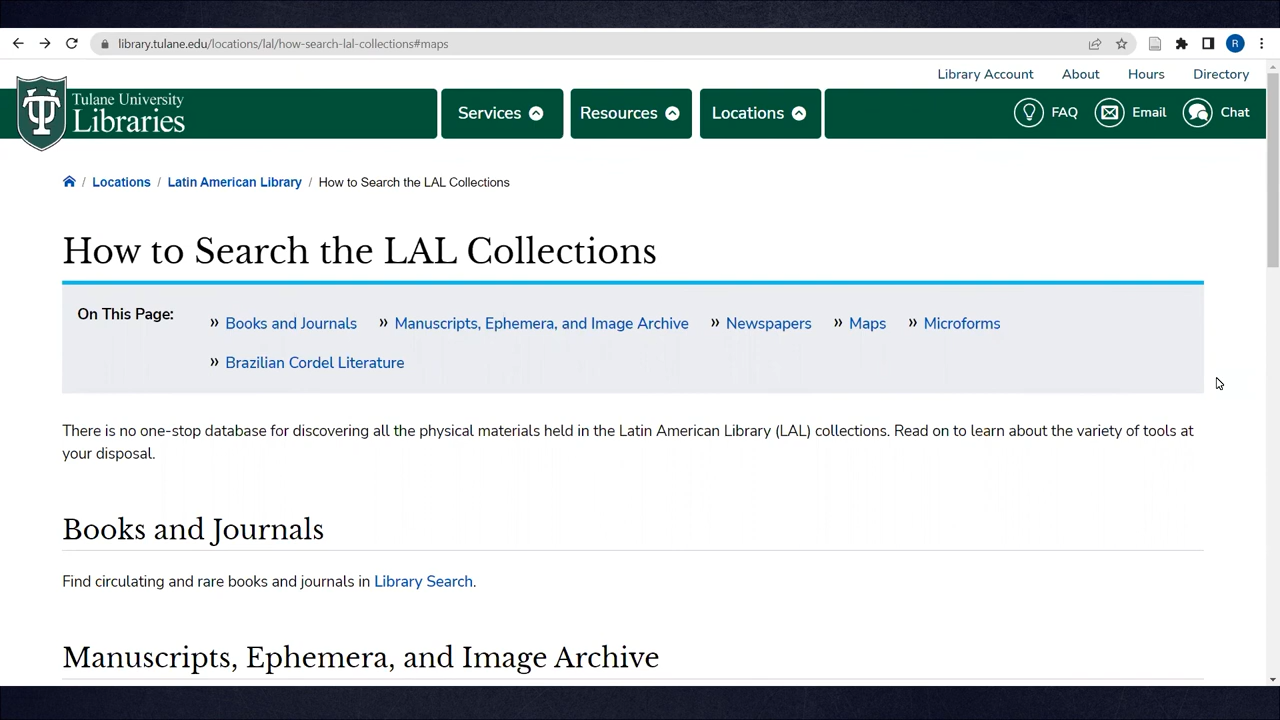 library.tulane.edu/locations/lal/how-search-lal-collections#maps
R
Library Account About Hours Directory
Tulane University
Libraries
Services Resources Locations FAQ Email Chat
/ Locations / Latin American Library / How to Search the LAL Collections
How to Search the LAL Collections
On This Page:
» Books and Journals » Manuscripts, Ephemera, and Image Archive » Newspapers » Maps » Microforms
» Brazilian Cordel Literature
There is no one-stop database for discovering all the physical materials held in the Latin American Library (LAL) collections. Read on to learn about the variety of tools at
your disposal.
Books and Journals
Find circulating and rare books and journals in Library Search.
Manuscripts, Ephemera, and Image Archive